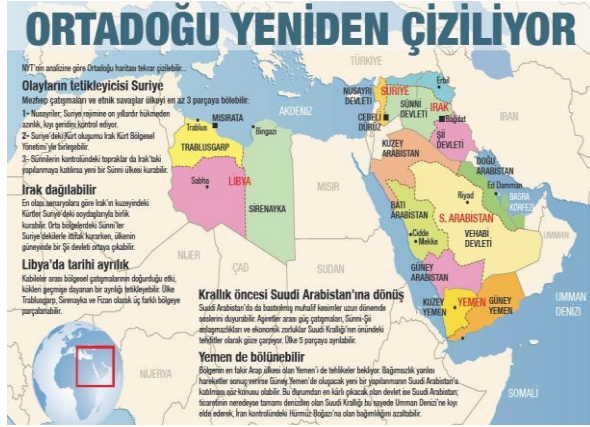 ORTADOĞU YENİDEN ÇİZİLİYOR
NYT'nin analizine göre Ortadoğu haritası tekrar çizilebilir...
Olayların tetikleyicisi Suriye
Mezhep çatışmaları ve etnik savaşlar ülkeyi en az 3 parçaya bölebilir:
1- Nusayriler, Suriye rejimine on yıllardır hükmeden
azınlık, kıyı şeridini kontrol ediyor.
2- Suriye'deki Kürt oluşumu Irak Kürt Bölgesel
Yönetimi'yle birleşebilir.
3- Sünnilerin kontrolündeki topraklar da Irak'taki
yapılanmaya katılırsa yeni bir Sünni ülkesi kurabilir.
Irak dağılabilir
En olası senaryolara göre Irak'ın kuzeyindeki
Kürtler Suriye'deki soydaşlarıyla birlik
kurabilir. Orta bölgelerdeki Sünni'ler
Suriye'dekilerle ittifak kurarken, ülkenin
güneyinde bir Şii devleti ortaya çıkabilir.
Libya'da tarihi ayrılık
Kabileler arası bölgesel çatışmalarının doğurduğu etki,
kökleri geçmişe dayanan bir ayrılığı tetikleyebilir. Ülke
Trablusgarp, Sirenayka ve Fizan olarak üç farklı bölgeye
parçalanabilir.
Krallık öncesi Suudi Arabistan'ına dönüş
Suudi Arabistan'da da bastırılmış muhalif kesimler uzun dönemde
seslerini duyurabilir. Aşiretler arası güç çatışmaları, Sünni-Şii
anlaşmazlıkları ve ekonomik zorluklar Suudi Krallığı'nın önündeki
tehditler olarak göze çarpıyor. Ülke 5 parçaya ayrılabilir.
Yemen de bölünebilir
Bölgenin en fakir Arap ülkesi olan Yemen'i de tehlikeler bekliyor. Bağımsızlık yanlısı
hareketler sonuç verirse Güney Yemen'de oluşacak yeni bir yapılanmanın Suudi Arabistan'a
katılması söz konusu olabilir. Bu durumdan en kârlı çıkacak olan devlet ise Suudi Arabistan;
ticaretinin neredeyse tamamı denizden olan Suudi Krallığı bu sayede Umman Denizi'ne kıyı
elde ederek, İran kontrolündeki Hürmüz Boğazı'na olan bağımlılığını azaltabilir.
TÜRKİYE
AKDENİZ
NUSAYRİ
DEVLETİ
SURİYE
Erbil
SÜNNİ
DEVLETİ
IRAK
Bağdat
CEBELİ
DÜRÜZ
Şİİ
DEVLETİ
İRAN
Trablus
MISIRATA
Bingazi
TRABLUSGARP
Sabha
LİBYA
SİRENAYKA
MISIR
KUZEY
ARABİSTAN
DOĞU
ARABİSTAN
Ed Damman
BASRA
KÖRFEZİ
Riyad
BATI
ARABİSTAN
S. ARABİSTAN
VEHABİ
DEVLETİ
Cidde
Mekke
GÜNEY
ARABİSTAN
UMMAN
KUZEY
YEMEN
YEMEN
GÜNEY
YEMEN
UMMAN
DENİZİ
NİJER
ÇAD
SUDAN
NİJERYA
SOMALİ